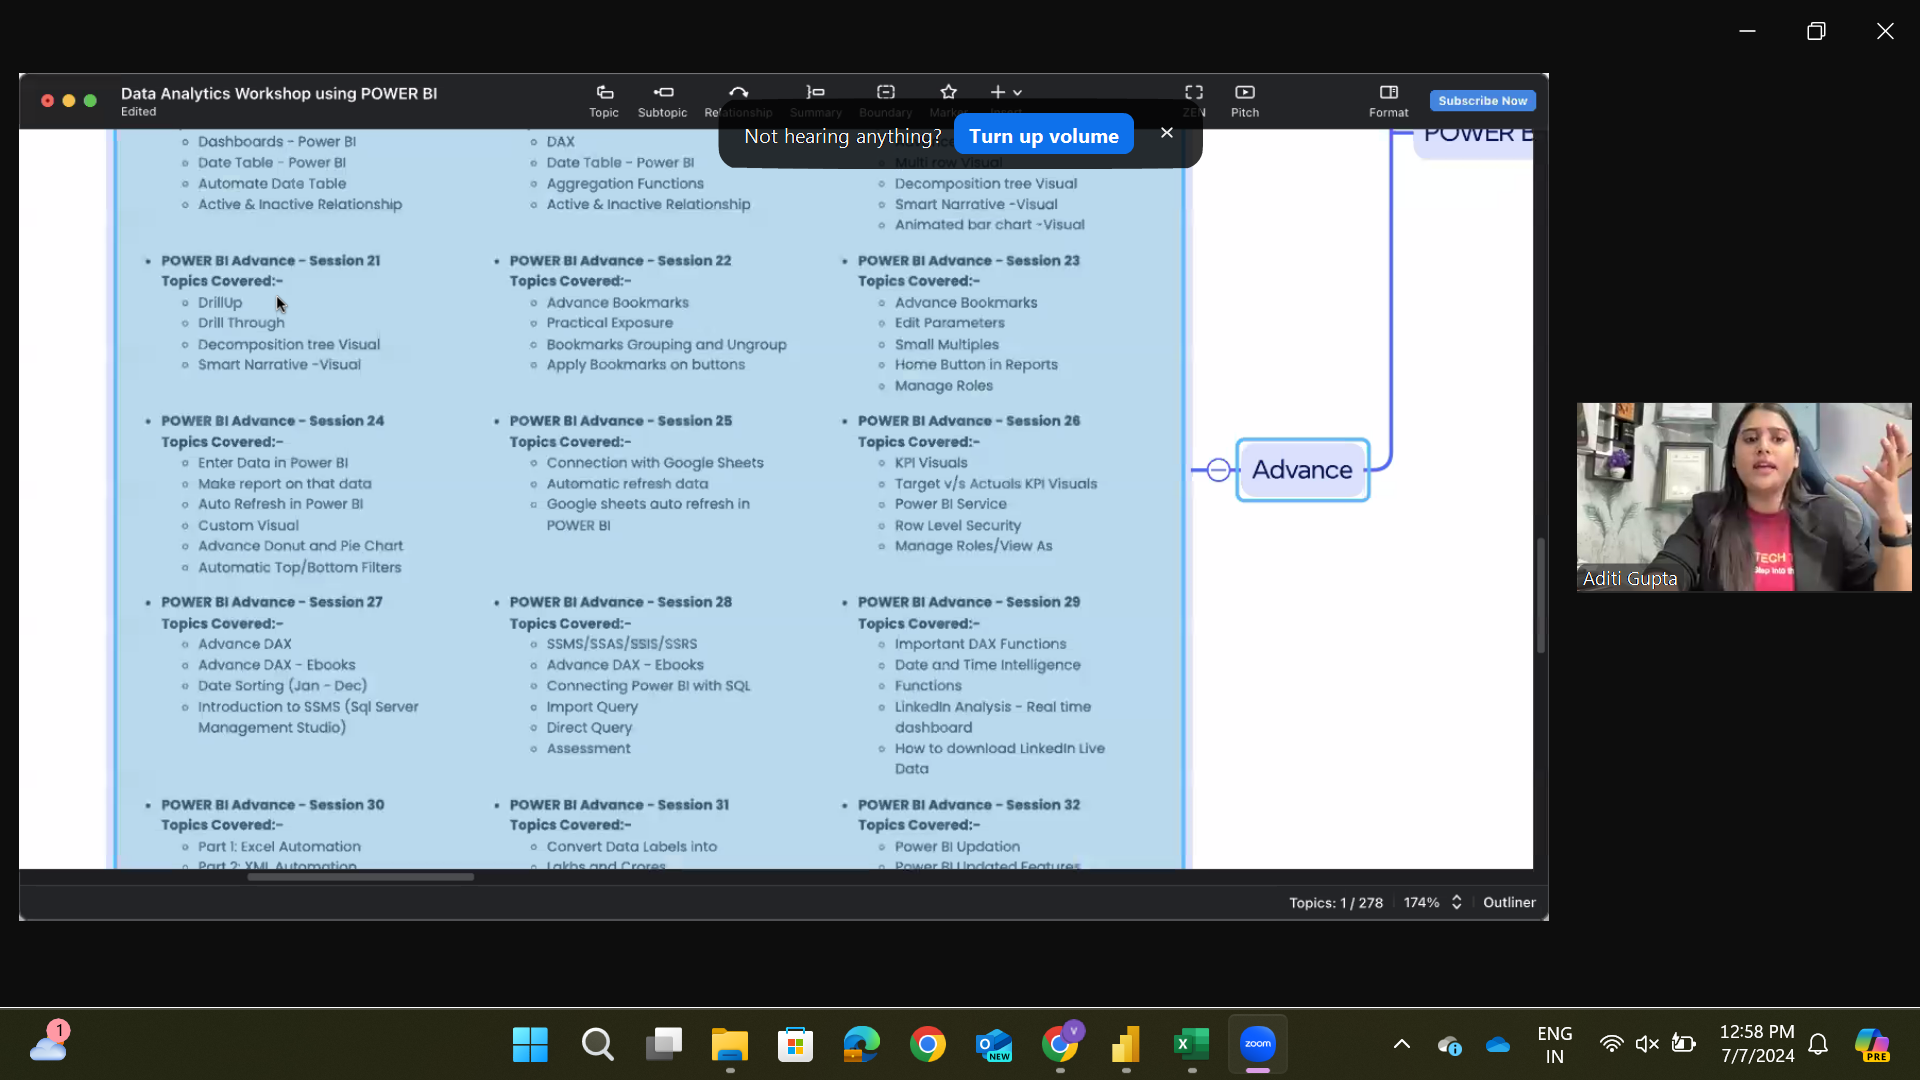 Data Analytics Workshop using POWER BI
Edited
Topic
Subtopic
Relationship
Summary
Boundary
ZEN
Pitch
Format
Subscribe Now
Not hearing anything?
Turn up volume
POWER B
Dashboards - Power BI
Date Table - Power BI
Automate Date Table
Active & Inactive Relationship
DAX
Date Table - Power BI
Aggregation Functions
Active & Inactive Relationship
Multi row Visual
Decomposition tree Visual
Smart Narrative -Visual
Animated bar chart -Visual
POWER BI Advance - Session 21
Topics Covered:-
DrillUp
Drill Through
Decomposition tree Visual
Smart Narrative -Visual
POWER BI Advance - Session 22
Topics Covered:-
Advance Bookmarks
Practical Exposure
Bookmarks Grouping and Ungroup
Apply Bookmarks on buttons
POWER BI Advance - Session 23
Topics Covered:-
Advance Bookmarks
Edit Parameters
Small Multiples
Home Button in Reports
Manage Roles
POWER BI Advance - Session 24
Topics Covered:-
Enter Data in Power BI
Make report on that data
Auto Refresh in Power BI
Custom Visual
Advance Donut and Pie Chart
Automatic Top/Bottom Filters
POWER BI Advance - Session 25
Topics Covered:-
Connection with Google Sheets
Automatic refresh data
Google sheets auto refresh in
POWER BI
POWER BI Advance - Session 26
Topics Covered:-
KPI Visuals
Target v/s Actuals KPI Visuals
Power BI Service
Row Level Security
Manage Roles/View As
POWER BI Advance - Session 27
Topics Covered:-
Advance DAX
Advance DAX - Ebooks
Date Sorting (Jan - Dec)
Introduction to SSMS (Sql Server
Management Studio)
POWER BI Advance - Session 28
Topics Covered:-
SSMS/SSAS/SSIS/SSRS
Advance DAX - Ebooks
Connecting Power BI with SQL
Import Query
Direct Query
Assessment
POWER BI Advance - Session 29
Topics Covered:-
Important DAX Functions
Date and Time Intelligence
Functions
LinkedIn Analysis - Real time
dashboard
How to download LinkedIn Live
Data
POWER BI Advance - Session 30
Topics Covered:-
Part 1: Excel Automation
Part 2: XML Automation
POWER BI Advance - Session 31
Topics Covered:-
Convert Data Labels into
Lakhs and Crores
POWER BI Advance - Session 32
Topics Covered:-
Power BI Updation
Power BI Updated Features
Advance
TECH
Aditi Gupta
Topics: 1 / 278
174%
Outliner
1
NEW
V
zoom
ENG
IN
12:58 PM
7/7/2024
PRE